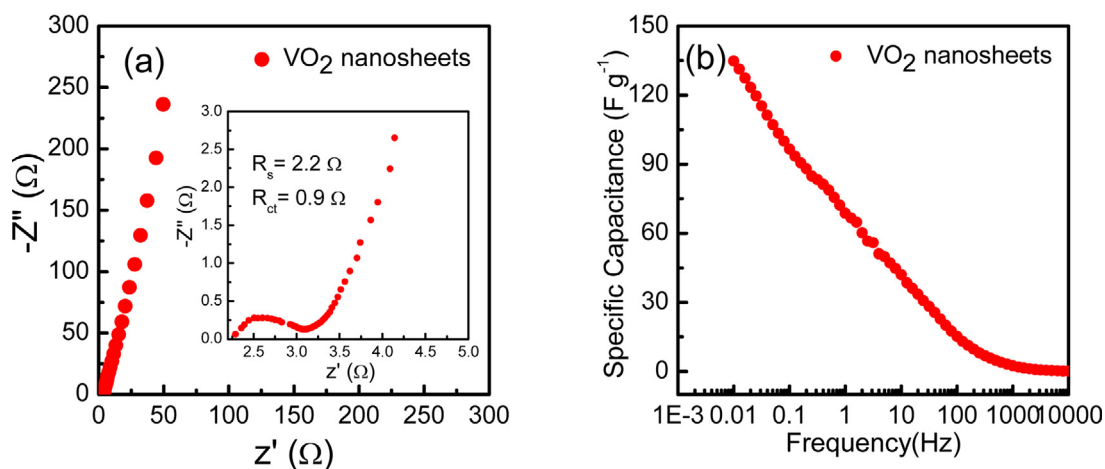 (a)
VO2 nanosheets
-Z'' (Ω)
300
250
200
150
100
50
0
0 50 100 150 200 250 300
z' (Ω)
Rs= 2.2 Ω
Rct= 0.9 Ω
-Z'' (Ω)
3.0
2.5
2.0
1.5
1.0
0.5
0.0
2.5 3.0 3.5 4.0 4.5 5.0
z' (Ω)
(b)
VO2 nanosheets
Specific Capacitance (F g-1)
150
120
90
60
30
0
1E-3 0.01 0.1 1 10 100 1000 10000
Frequency(Hz)